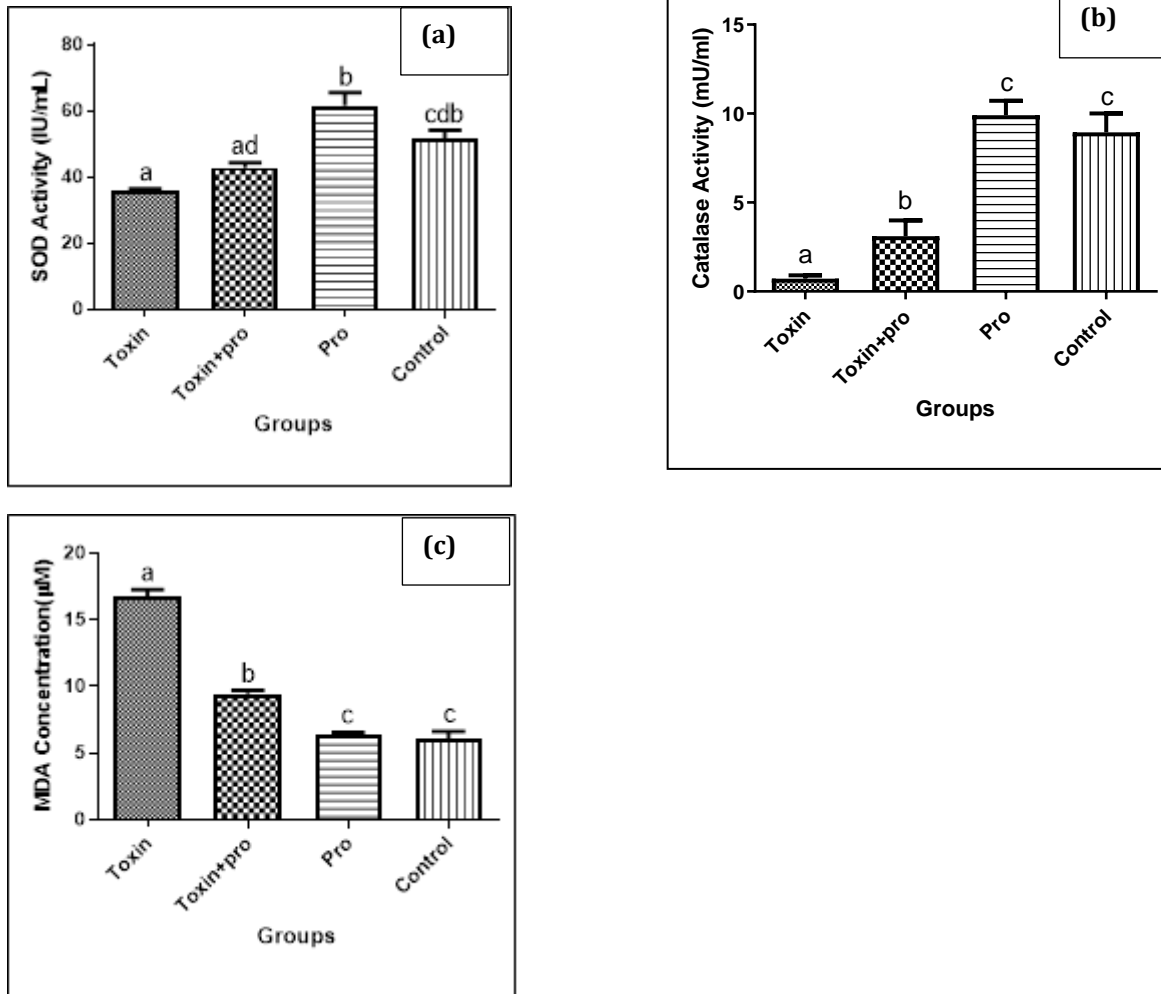 (a)
SOD Activity (IU/mL)
80
60
40
20
0
a
ad
b
cdb
Toxin
Toxin+pro
Pro
Control
Groups
(b)
Catalase Activity (mU/ml)
15
10
5
0
a
b
c
c
Toxin
Toxin+pro
Pro
Control
Groups
(c)
MDA Concentration(µM)
20
15
10
5
0
a
b
c
c
Toxin
Toxin+pro
Pro
Control
Groups